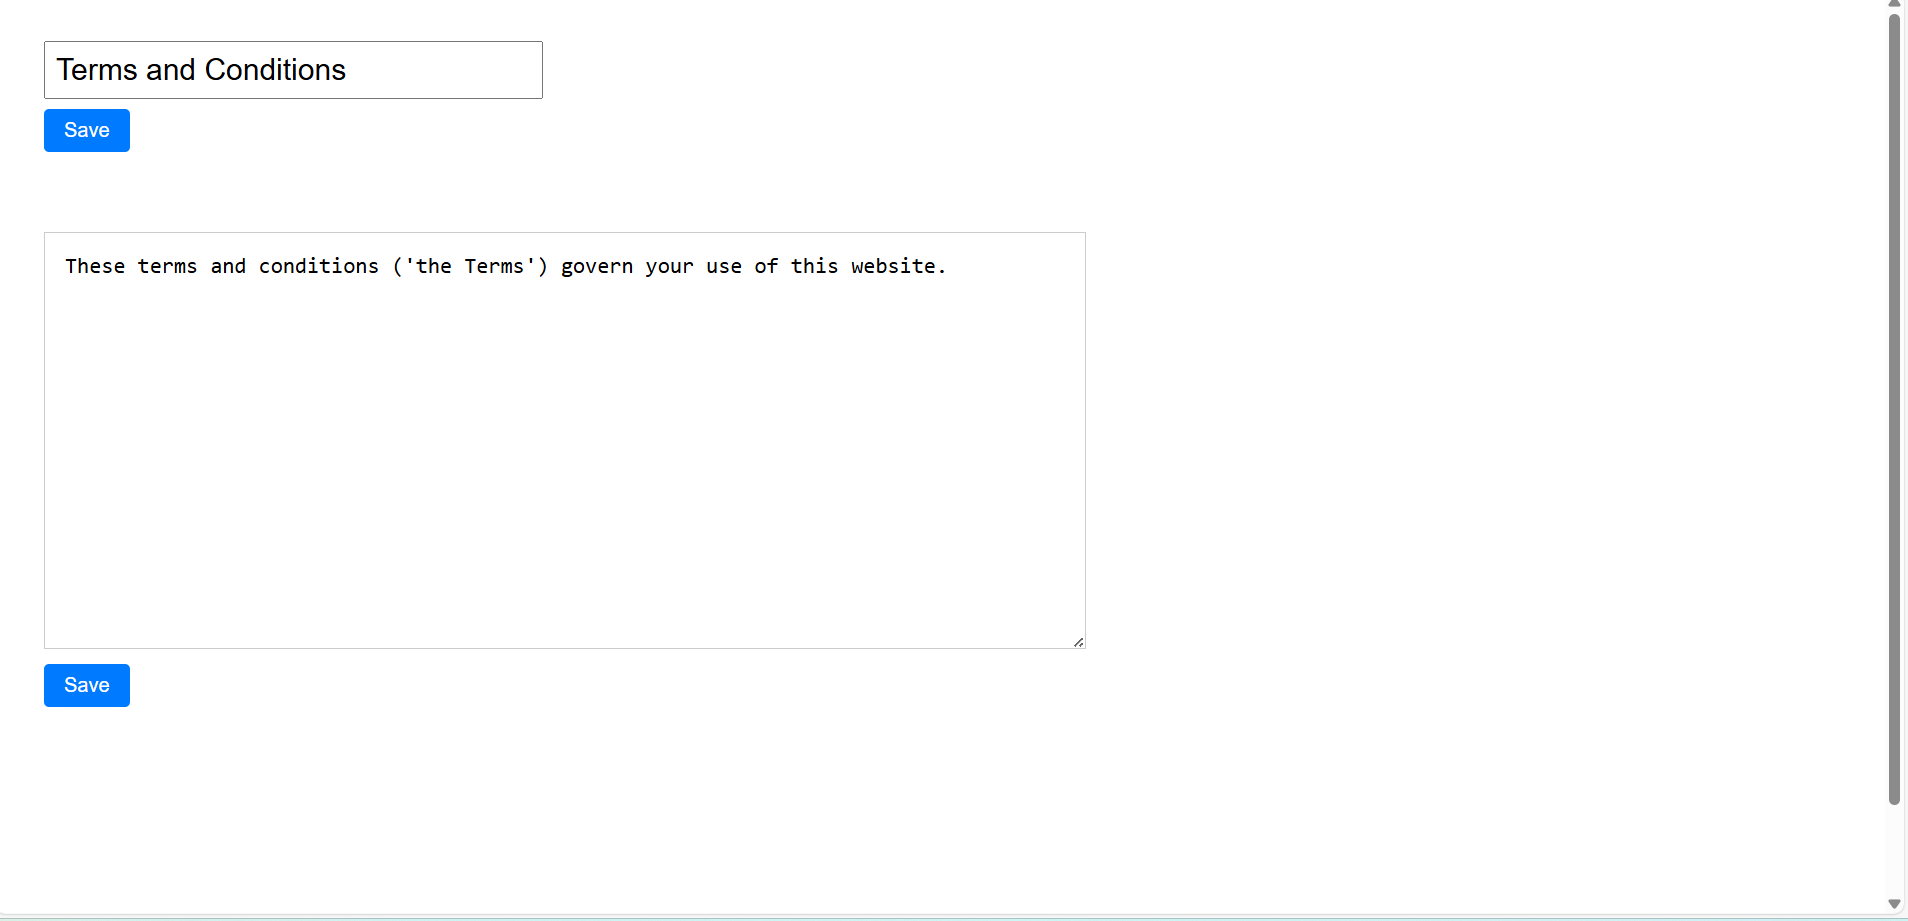 Terms and Conditions
Save
These terms and conditions ('the Terms') govern your use of this website.
Save